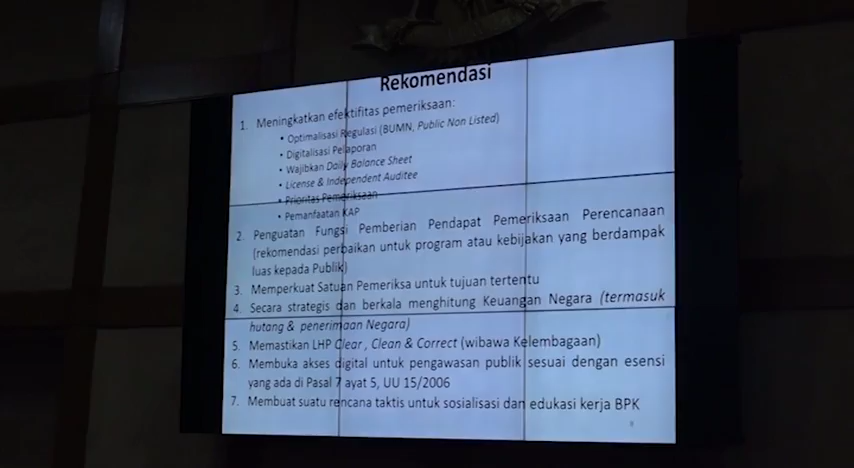 Rekomendasi
1. Meningkatkan efektifitas pemeriksaan:
• Optimalisasi Regulasi (BUMN, Public Non Listed)
• Digitalisasi Pelaporan
• Wajibkan Daily Balance Sheet
• License & Independent Auditee
• Prioritas Pemeriksaan
• Pemanfaatan KAP
2. Penguatan Fungsi Pemberian Pendapat Pemeriksaan Perencanaan
(rekomendasi perbaikan untuk program atau kebijakan yang berdampak
luas kepada Publik)
3. Memperkuat Satuan Pemeriksa untuk tujuan tertentu
4. Secara strategis dan berkala menghitung Keuangan Negara (termasuk
hutang & penerimaan Negara)
5. Memastikan LHP Clear , Clean & Correct (wibawa Kelembagaan)
6. Membuka akses digital untuk pengawasan publik sesuai dengan esensi
yang ada di Pasal 7 ayat 5, UU 15/2006
7. Membuat suatu rencana taktis untuk sosialisasi dan edukasi kerja BPK